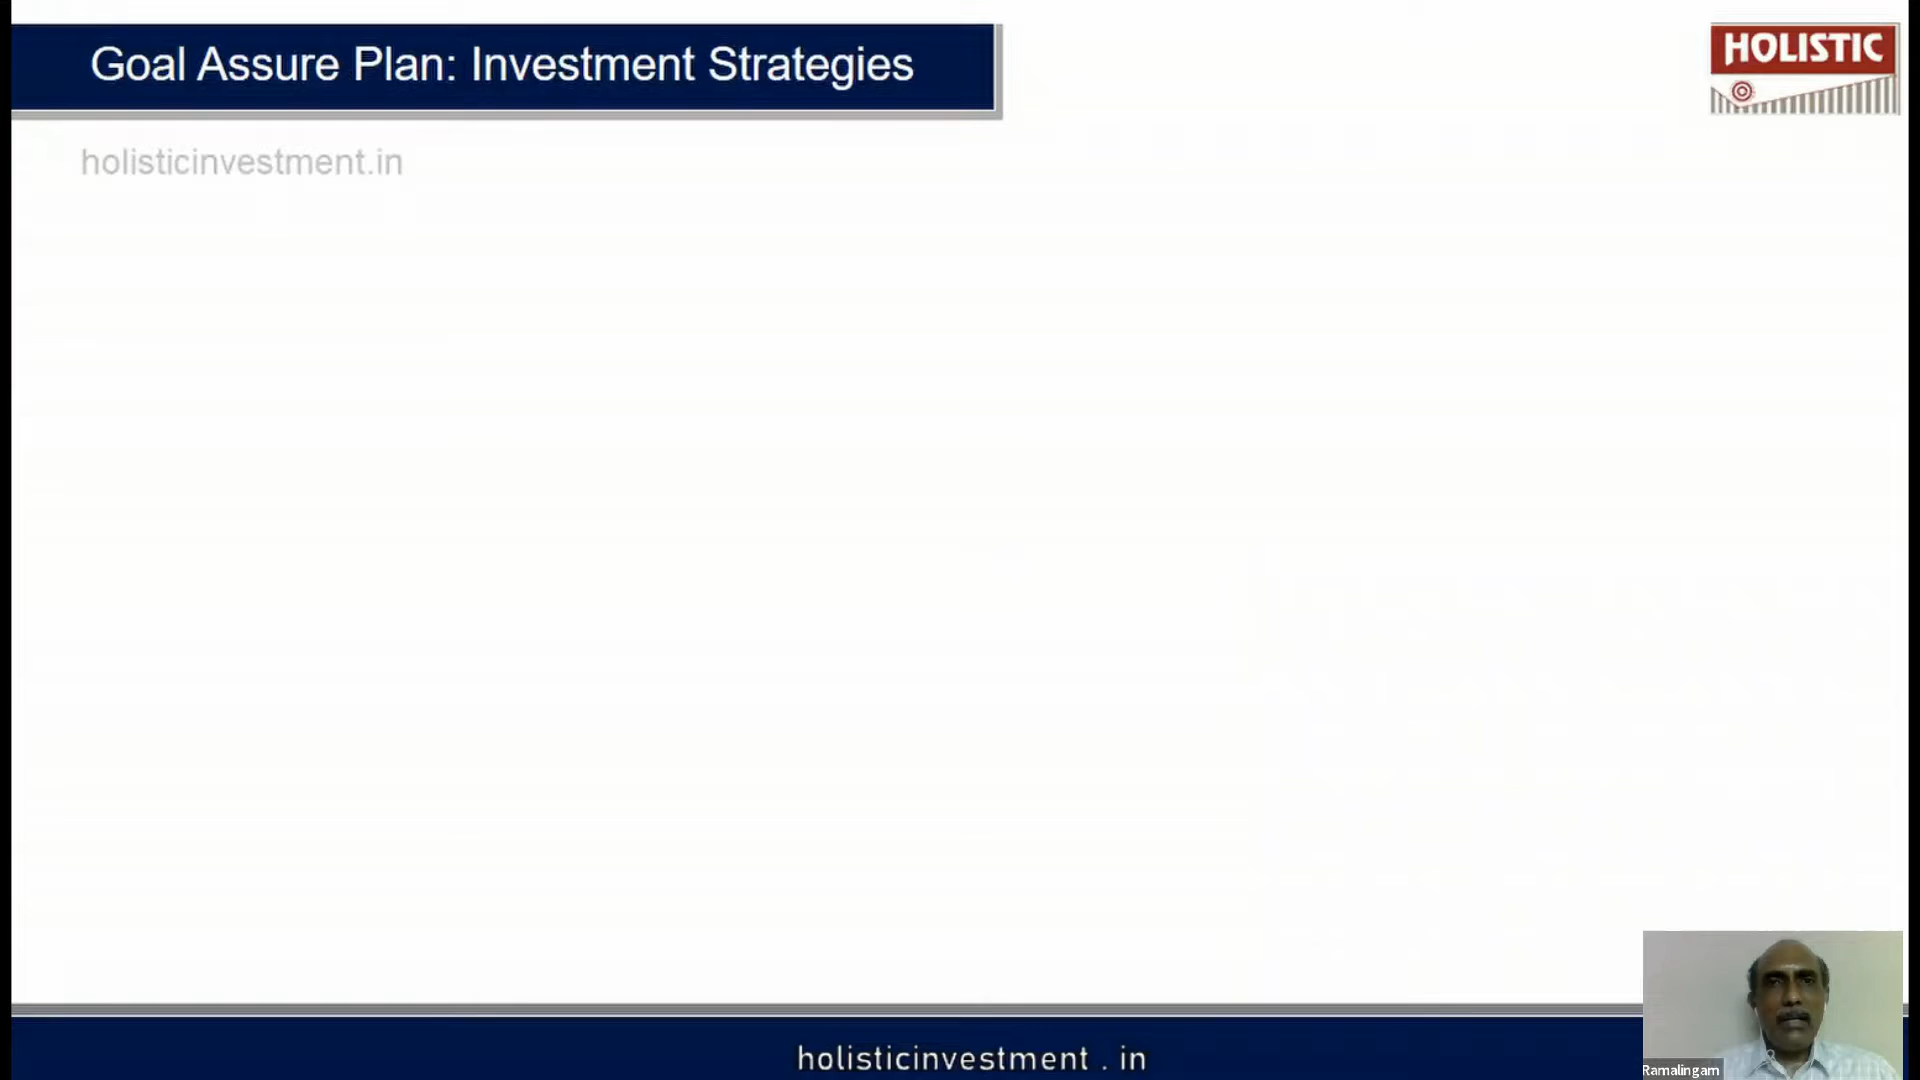 Goal Assure Plan: Investment Strategies
HOLISTIC
holisticinvestment.in
holisticinvestment . in
Ramalingam